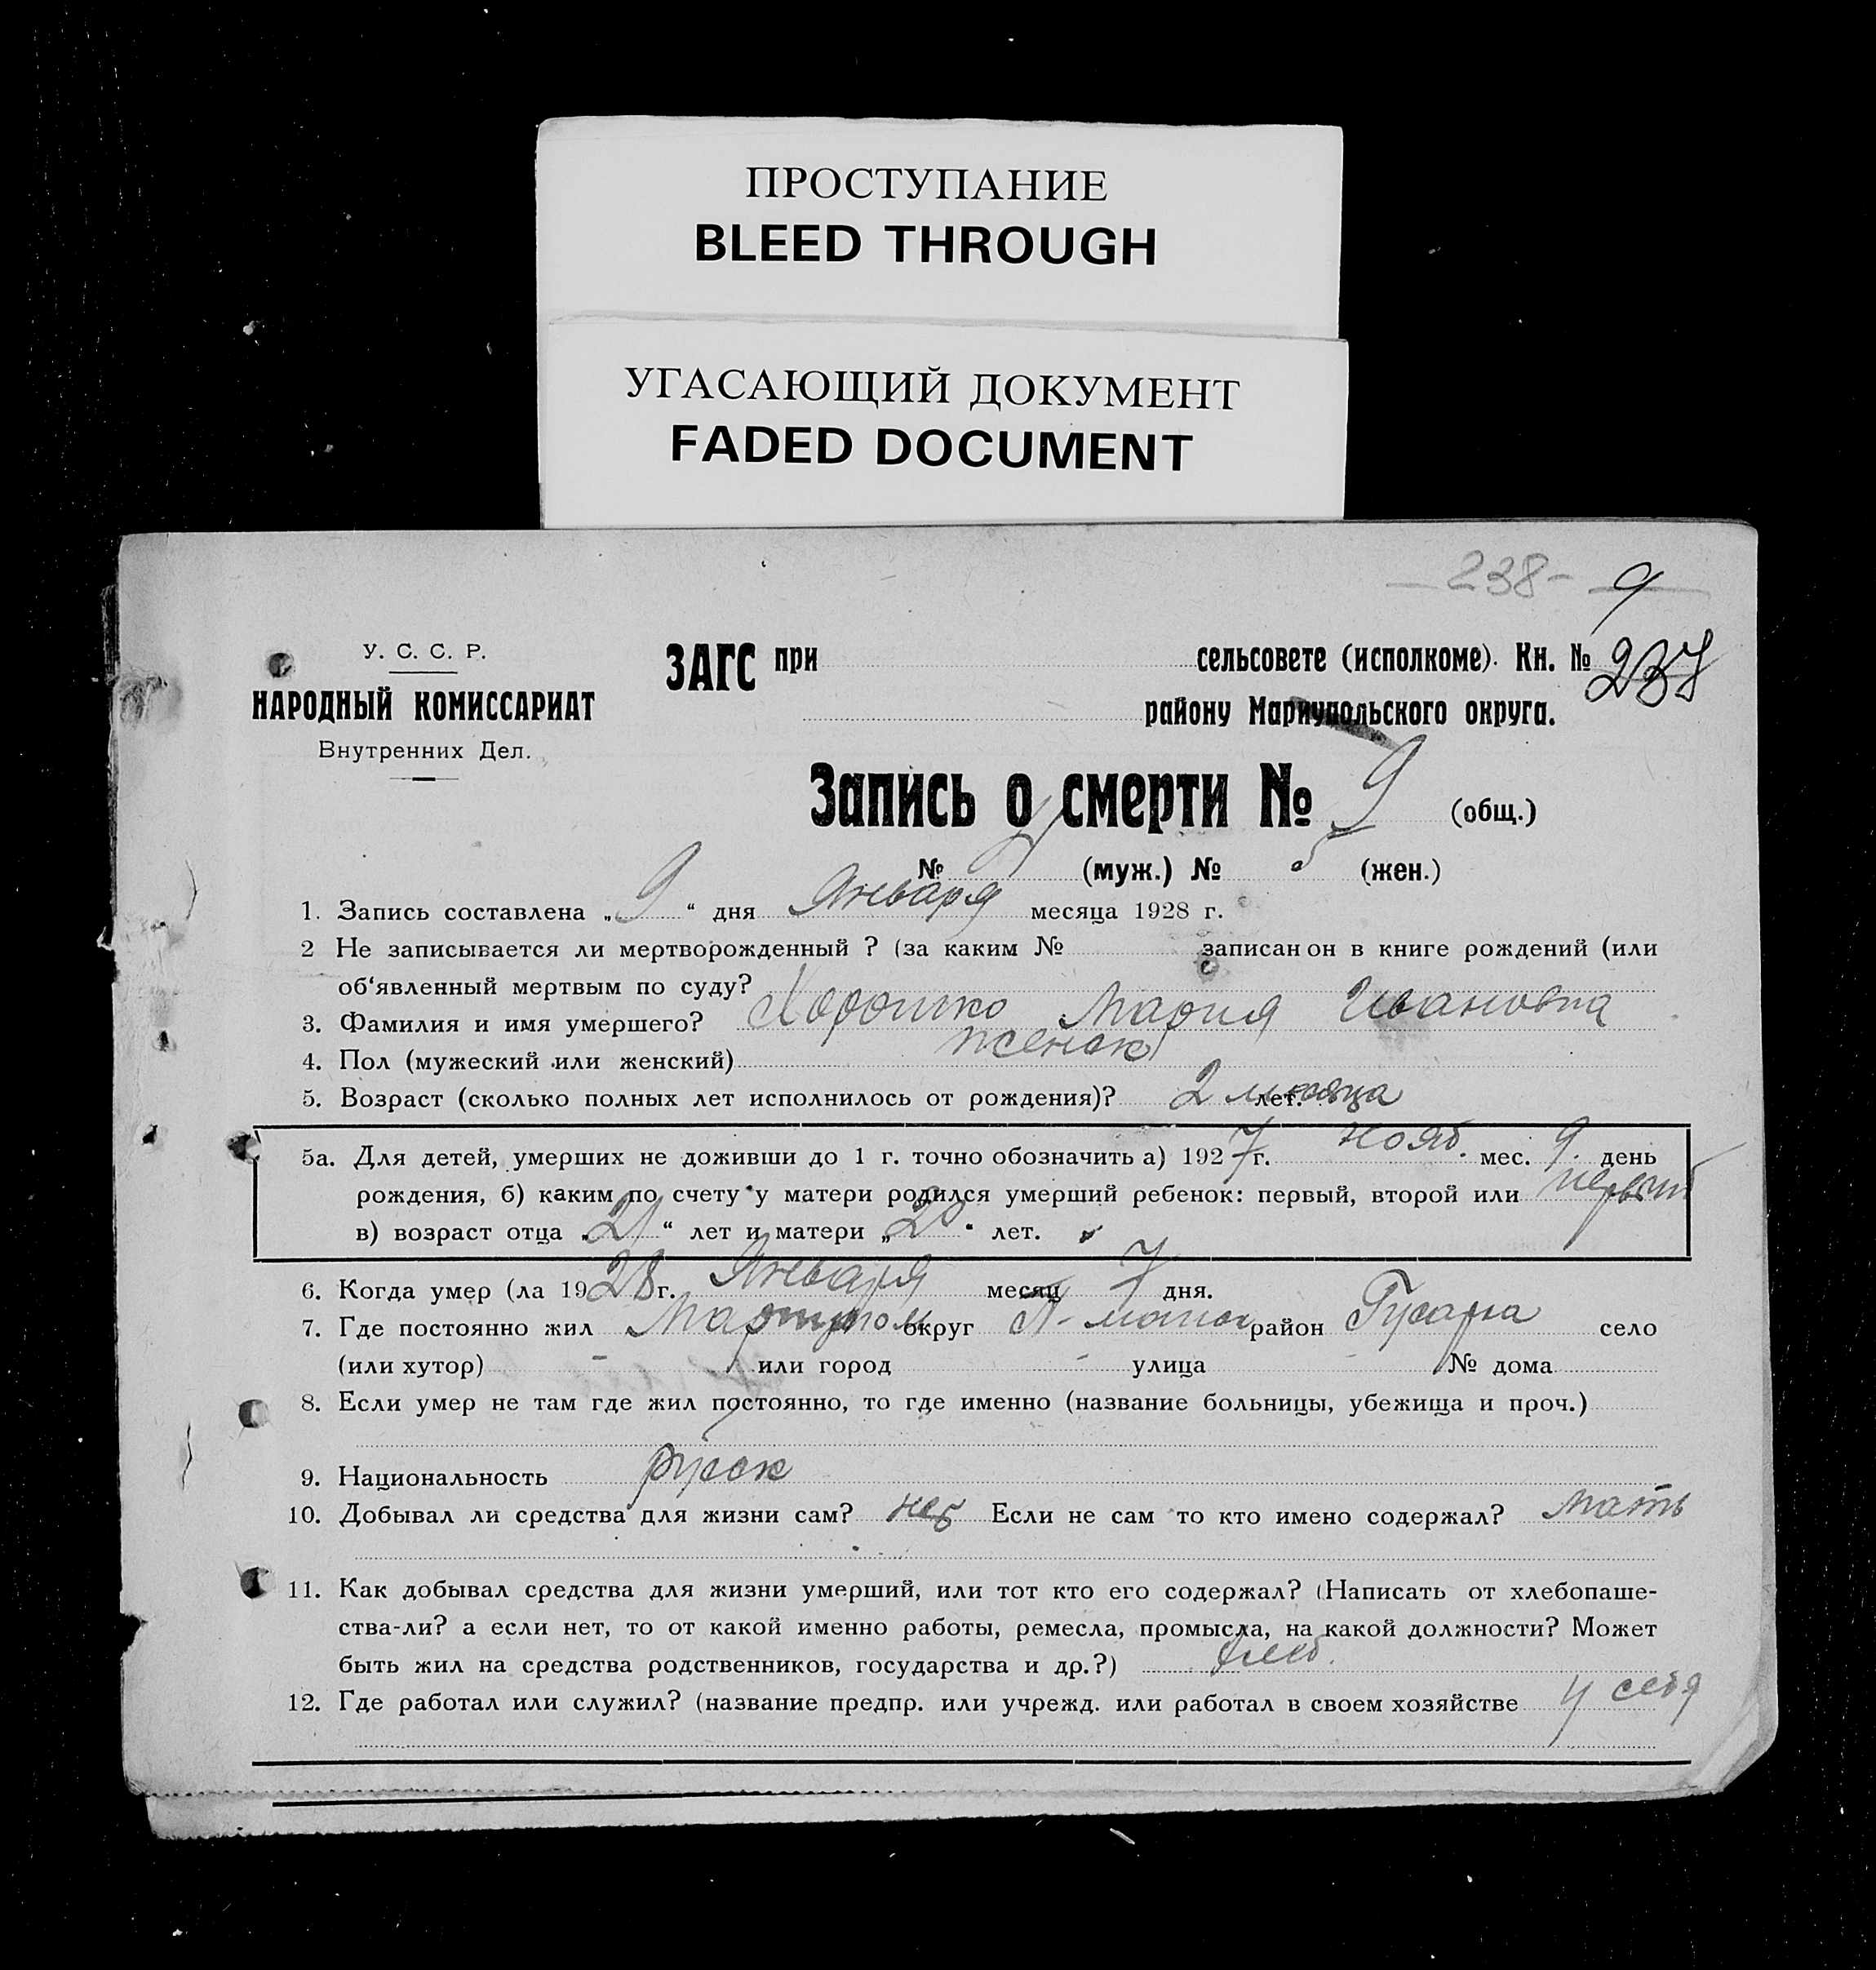 ПРОСТУПАНИЕ
BLEED THROUGH
УГАСАЮЩИЙ ДОКУМЕНТ
FADED DOCUMENT
238- 9
У. С. С. Р.
НАРОДНЫЙ КОМИССАРИАТ
Внутренних Дел.
ЗАГС при сельсовете (исполкоме). Кн. № 237
району Мариупольского округа.
Запись о смерти № 9 (общ.)
№ 4 (муж.) № 5 (жен.)
1. Запись составлена „9“ дня Января месяца 1928 г.
2 Не записывается ли мертворожденный ? (за каким № записан он в книге рождений (или
об‘явленный мертвым по суду?
3. Фамилия и имя умершего? Хорошко Мария Ивановна
4. Пол (мужеский или женский) женск
5. Возраст (сколько полных лет исполнилось от рождения)? 2 месяца лет.
5а. Для детей, умерших не доживши до 1 г. точно обозначить а) 1927 г. нояб. мес. 9. день
рождения, б) каким по счету у матери родился умерший ребенок: первый, второй или первый
в) возраст отца „21“ лет и матери „20“ лет.
6. Когда умер (ла 1928 г. Января месяц 7 дня.
7. Где постоянно жил округ район село
(или хутор) - или город - улица - № дома
8. Если умер не там где жил постоянно, то где именно (название больницы, убежища и проч.)
9. Национальность русск
10. Добывал ли средства для жизни сам? нет Если не сам то кто имено содержал? мать
11. Как добывал средства для жизни умерший, или тот кто его содержал? (Написать от хлебопаше-
ства-ли? а если нет, то от какой именно работы, ремесла, промысла, на какой должности? Может
быть жил на средства родственников, государства и др.?) хлеб.
12. Где работал или служил? (название предпр. или учрежд. или работал в своем хозяйстве у себя